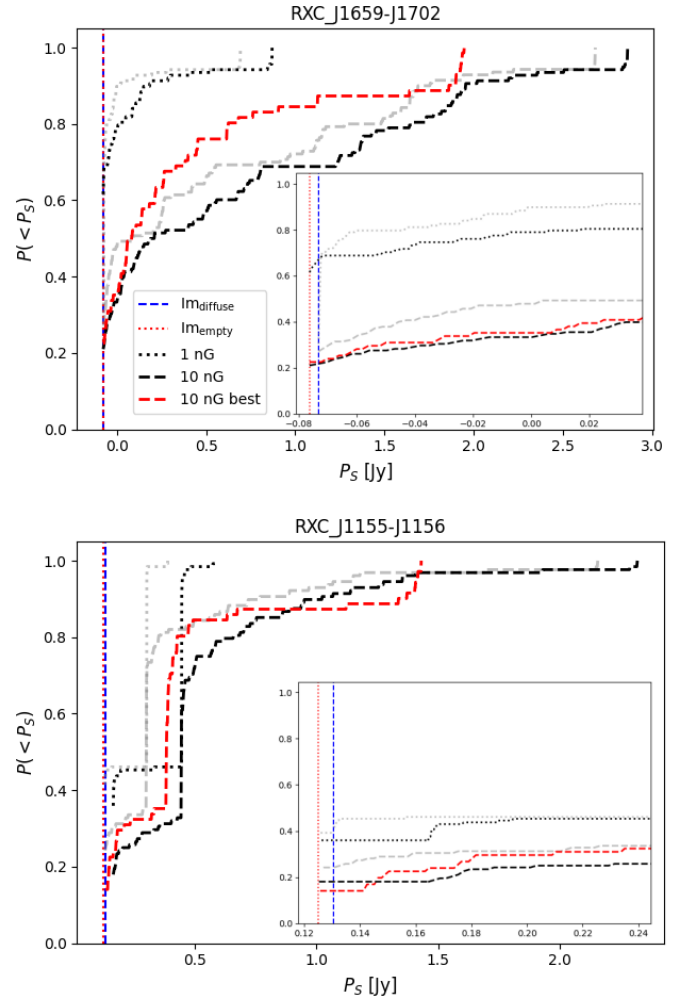 RXC_J1659-J1702
P(< P_S)
1.0
0.8
0.6
0.4
0.2
0.0
Im_diffuse
Im_empty
1 nG
10 nG
10 nG best
1.0
0.8
0.6
0.4
0.2
0.0
−0.08 −0.06 −0.04 −0.02 0.00 0.02
0.0 0.5 1.0 1.5 2.0 2.5 3.0
P_S [Jy]
RXC_J1155-J1156
P(< P_S)
1.0
0.8
0.6
0.4
0.2
0.0
1.0
0.8
0.6
0.4
0.2
0.0
0.12 0.14 0.16 0.18 0.20 0.22 0.24
0.5 1.0 1.5 2.0
P_S [Jy]